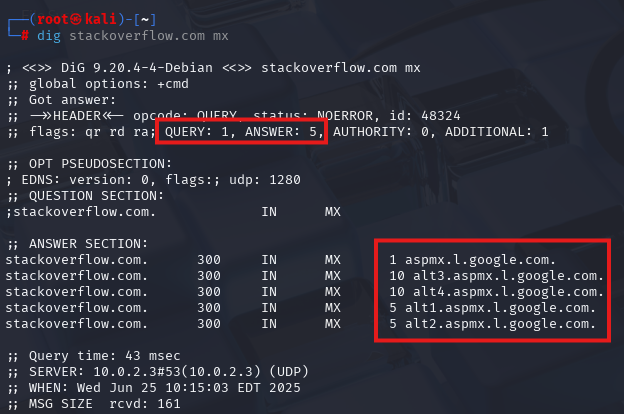 ┌──(root㉿kali)-[~]
└─# dig stackoverflow.com mx
; <<>> DiG 9.20.4-4-Debian <<>> stackoverflow.com mx
;; global options: +cmd
;; Got answer:
;; ->>HEADER<<- opcode: QUERY, status: NOERROR, id: 48324
;; flags: qr rd ra; QUERY: 1, ANSWER: 5, AUTHORITY: 0, ADDITIONAL: 1
;; OPT PSEUDOSECTION:
; EDNS: version: 0, flags:; udp: 1280
;; QUESTION SECTION:
;stackoverflow.com. IN MX
;; ANSWER SECTION:
stackoverflow.com. 300 IN MX 1 aspmx.l.google.com.
stackoverflow.com. 300 IN MX 10 alt3.aspmx.l.google.com.
stackoverflow.com. 300 IN MX 10 alt4.aspmx.l.google.com.
stackoverflow.com. 300 IN MX 5 alt1.aspmx.l.google.com.
stackoverflow.com. 300 IN MX 5 alt2.aspmx.l.google.com.
;; Query time: 43 msec
;; SERVER: 10.0.2.3#53(10.0.2.3) (UDP)
;; WHEN: Wed Jun 25 10:15:03 EDT 2025
;; MSG SIZE rcvd: 161